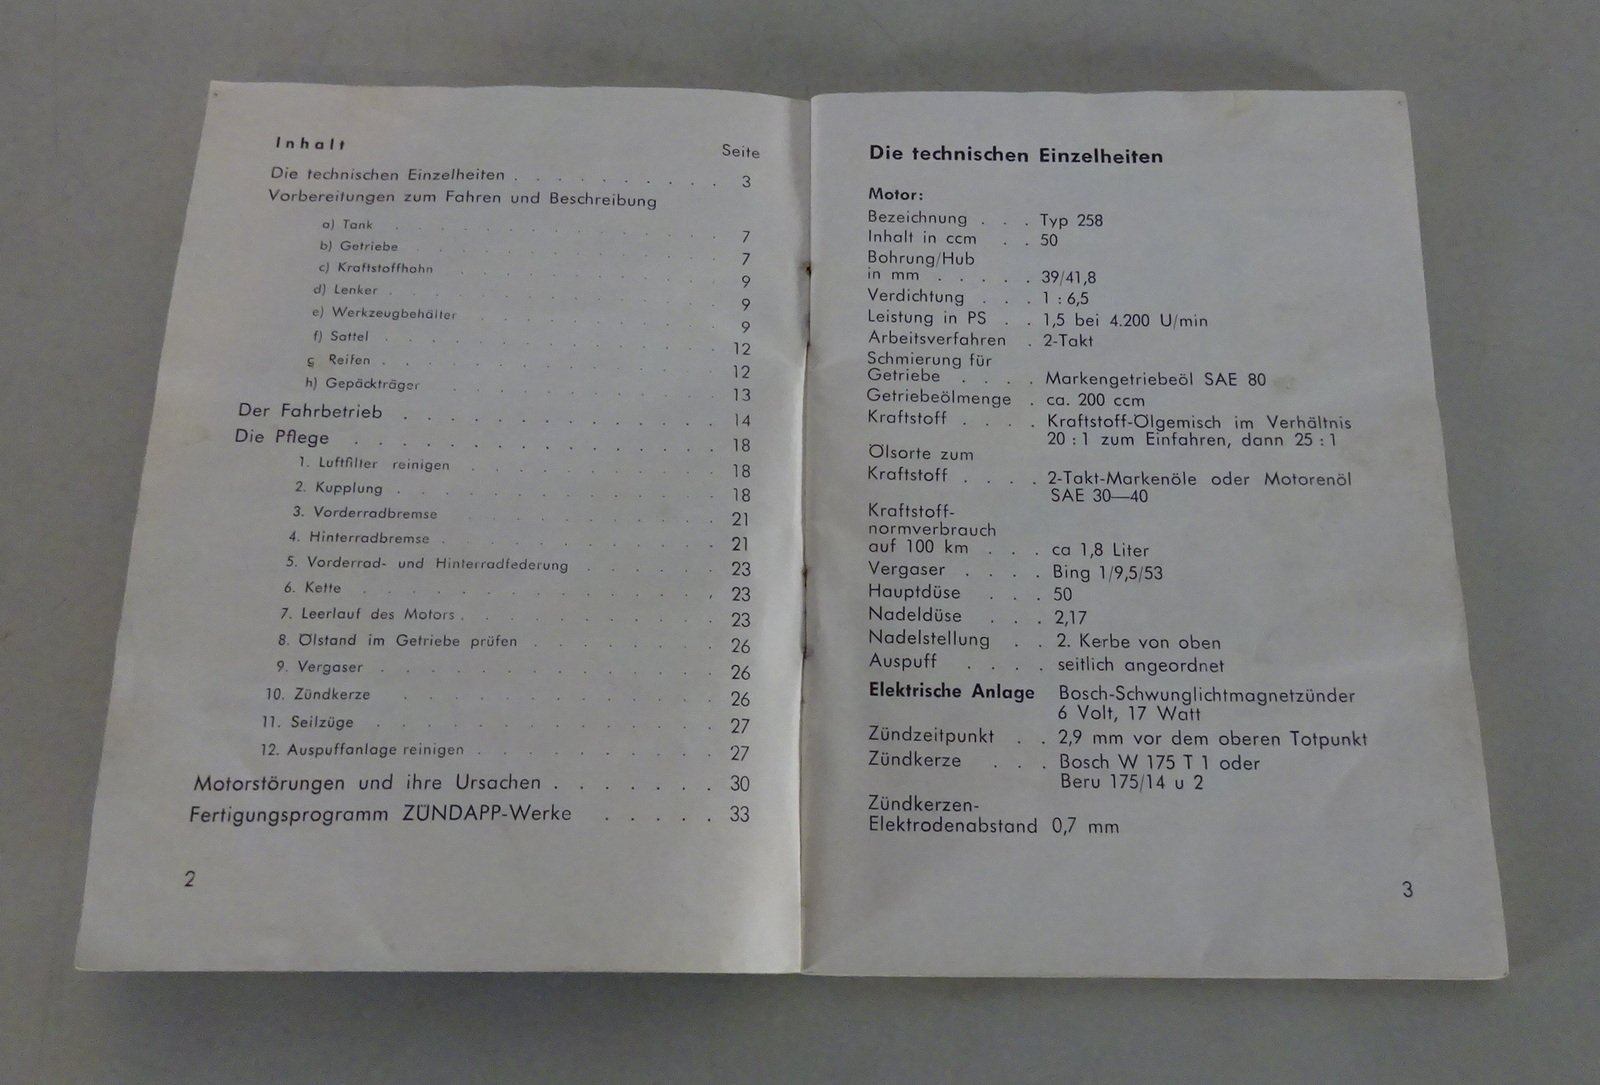 Inhalt
Seite
Die technischen Einzelheiten . . . . . . . . . . 3
Vorbereitungen zum Fahren und Beschreibung
a) Tank . . . . . . . . . . . . . 7
b) Getriebe . . . . . . . . . . . . 7
c) Kraftstoffhahn . . . . . . . . . . . 9
d) Lenker . . . . . . . . . . . . . 9
e) Werkzeugbehälter . . . . . . . . . . 9
f) Sattel . . . . . . . . . . . . . 12
g Reifen . . . . . . . . . . . . . 12
h) Gepäckträger . . . . . . . . . . . 13
Der Fahrbetrieb . . . . . . . . . . . . . 14
Die Pflege . . . . . . . . . . . . . . . 18
1. Luftfilter reinigen . . . . . . . . . . 18
2. Kupplung . . . . . . . . . . . . . 18
3. Vorderradbremse . . . . . . . . . . 21
4. Hinterradbremse . . . . . . . . . . . 21
5. Vorderrad- und Hinterradfederung . . . . . . 23
6. Kette . . . . . . . . . . . . . . 23
7. Leerlauf des Motors . . . . . . . . . . 23
8. Ölstand im Getriebe prüfen . . . . . . . 26
9. Vergaser . . . . . . . . . . . . . 26
10. Zündkerze . . . . . . . . . . . . 26
11. Seilzüge . . . . . . . . . . . . . 27
12. Auspuffanlage reinigen . . . . . . . . . 27
Motorstörungen und ihre Ursachen . . . . . . . 30
Fertigungsprogramm ZÜNDAPP-Werke . . . . . 33
2
Die technischen Einzelheiten
Motor:
Bezeichnung . . . Typ 258
Inhalt in ccm . . 50
Bohrung/Hub
in mm . . . . . 39/41,8
Verdichtung . . . 1 : 6,5
Leistung in PS . . 1,5 bei 4.200 U/min
Arbeitsverfahren . 2-Takt
Schmierung für
Getriebe . . . . Markengetriebeöl SAE 80
Getriebeölmenge . ca. 200 ccm
Kraftstoff . . . . Kraftstoff-Ölgemisch im Verhältnis
20 : 1 zum Einfahren, dann 25 : 1
Ölsorte zum
Kraftstoff . . . . 2-Takt-Markenöle oder Motorenöl
SAE 30—40
Kraftstoff-
normverbrauch
auf 100 km . . . ca 1,8 Liter
Vergaser . . . . Bing 1/9,5/53
Hauptdüse . . . 50
Nadeldüse . . . 2,17
Nadelstellung . . 2. Kerbe von oben
Auspuff . . . . seitlich angeordnet
Elektrische Anlage Bosch-Schwunglichtmagnetzünder
6 Volt, 17 Watt
Zündzeitpunkt . . 2,9 mm vor dem oberen Totpunkt
Zündkerze . . . Bosch W 175 T 1 oder
Beru 175/14 u 2
Zündkerzen-
Elektrodenabstand 0,7 mm
3